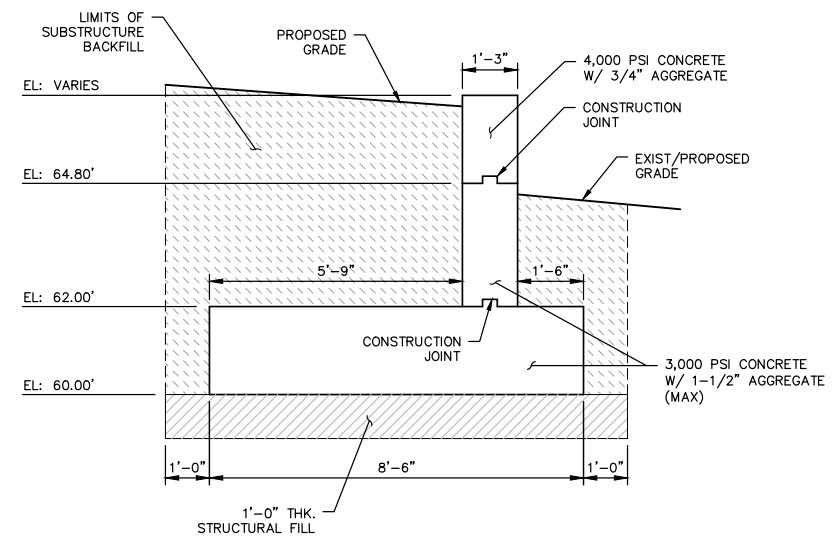 LIMITS OF
SUBSTRUCTURE
BACKFILL
PROPOSED
GRADE
1'-3"
4,000 PSI CONCRETE
W/ 3/4" AGGREGATE
EL: VARIES
CONSTRUCTION
JOINT
EXIST/PROPOSED
GRADE
EL: 64.80'
5'-9"
1'-6"
EL: 62.00'
CONSTRUCTION
JOINT
3,000 PSI CONCRETE
W/ 1-1/2" AGGREGATE
(MAX)
EL: 60.00'
1'-0"
8'-6"
1'-0"
1'-0" THK.
STRUCTURAL FILL